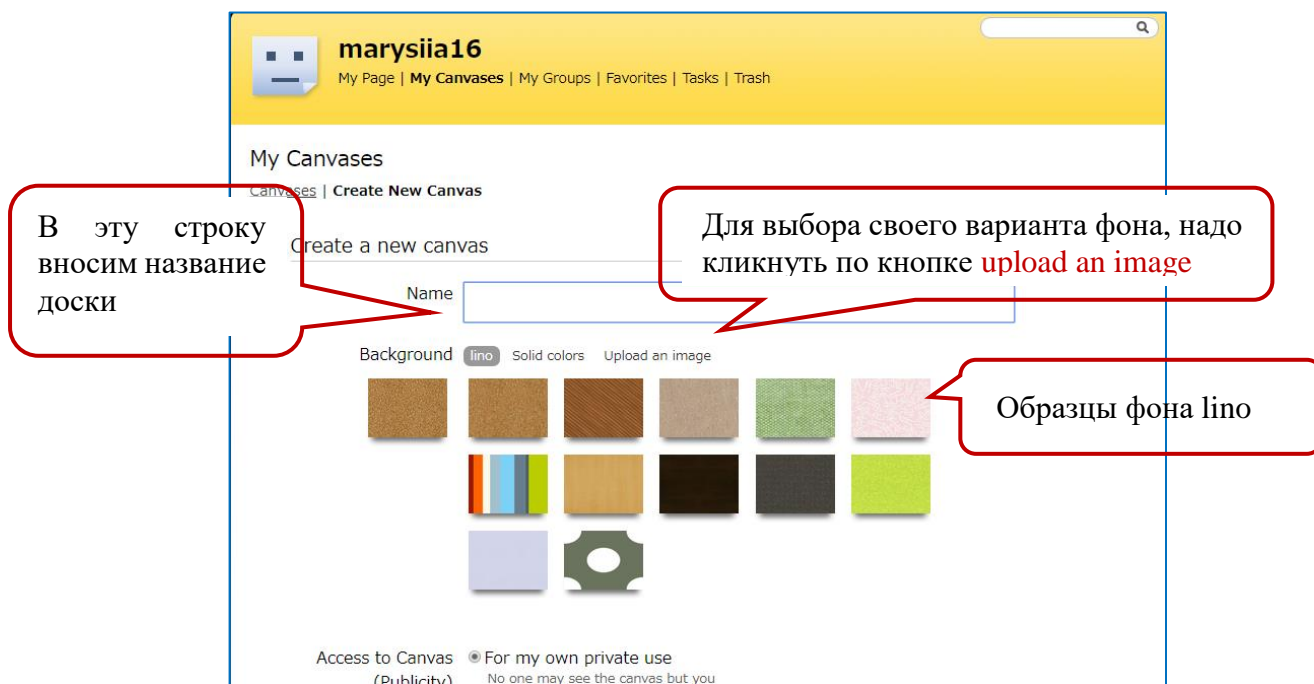 marysiia16
My Page | My Canvases | My Groups | Favorites | Tasks | Trash
My Canvases
Canvases | Create New Canvas
В эту строку
вносим название
доски
Для выбора своего варианта фона, надо
кликнуть по кнопке upload an image
Create a new canvas
Name
Background lino Solid colors Upload an image
Образцы фона lino
Access to Canvas
(Publicity)
For my own private use
No one may see the canvas but you